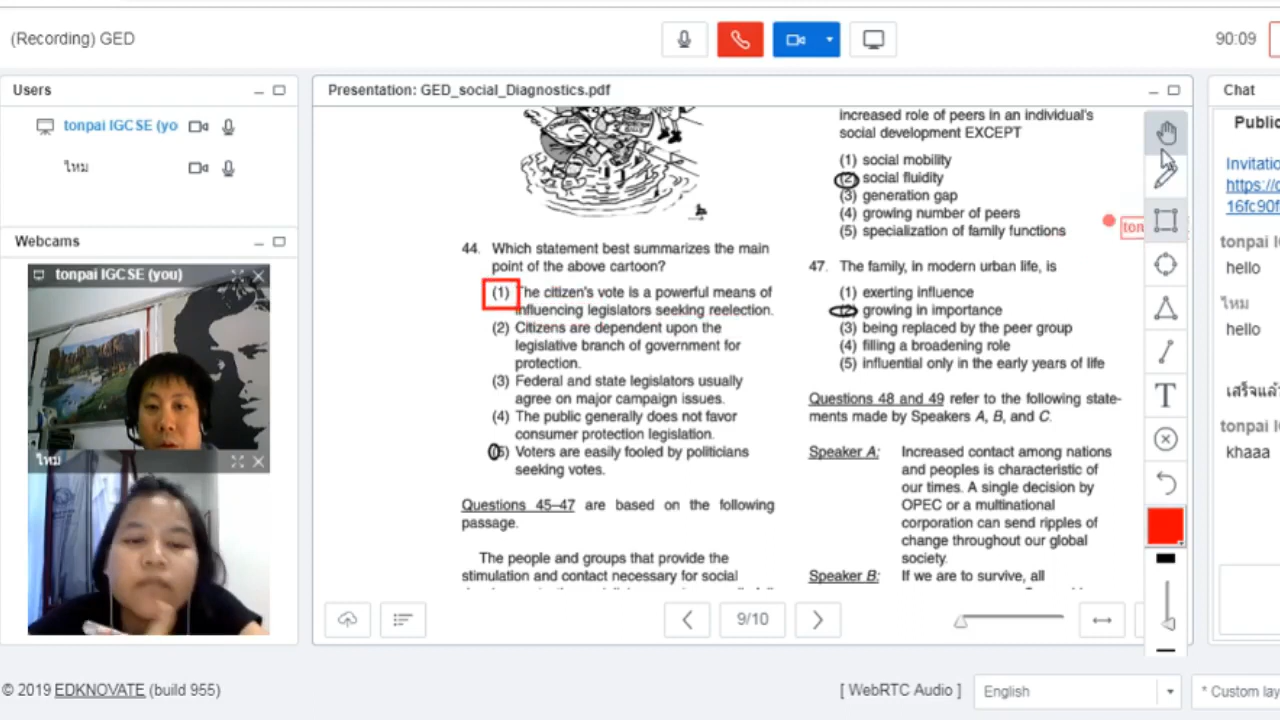 (Recording) GED
90:09
Users
tonpai IGCSE (yo
ไหม
Webcams
tonpai IGCSE (you)
ไหม
Presentation: GED_social_Diagnostics.pdf
44. Which statement best summarizes the main
point of the above cartoon?
(1) The citizen's vote is a powerful means of
influencing legislators seeking reelection.
(2) Citizens are dependent upon the
legislative branch of government for
protection.
(3) Federal and state legislators usually
agree on major campaign issues.
(4) The public generally does not favor
consumer protection legislation.
(5) Voters are easily fooled by politicians
seeking votes.
Questions 45–47 are based on the following
passage.
The people and groups that provide the
stimulation and contact necessary for social
increased role of peers in an individual's
social development EXCEPT
(1) social mobility
(2) social fluidity
(3) generation gap
(4) growing number of peers
(5) specialization of family functions
ton
47. The family, in modern urban life, is
(1) exerting influence
(2) growing in importance
(3) being replaced by the peer group
(4) filling a broadening role
(5) influential only in the early years of life
Questions 48 and 49 refer to the following state-
ments made by Speakers A, B, and C.
Speaker A: Increased contact among nations
and peoples is characteristic of
our times. A single decision by
OPEC or a multinational
corporation can send ripples of
change throughout our global
society.
Speaker B: If we are to survive, all
9/10
T
Chat
Public
Invitatio
https://c
16fc90f
tonpai I
hello
ไหม
hello
เสร็จแล้
tonpai I
khaaa
© 2019 EDKNOVATE (build 955)
[ WebRTC Audio ]
English
* Custom lay